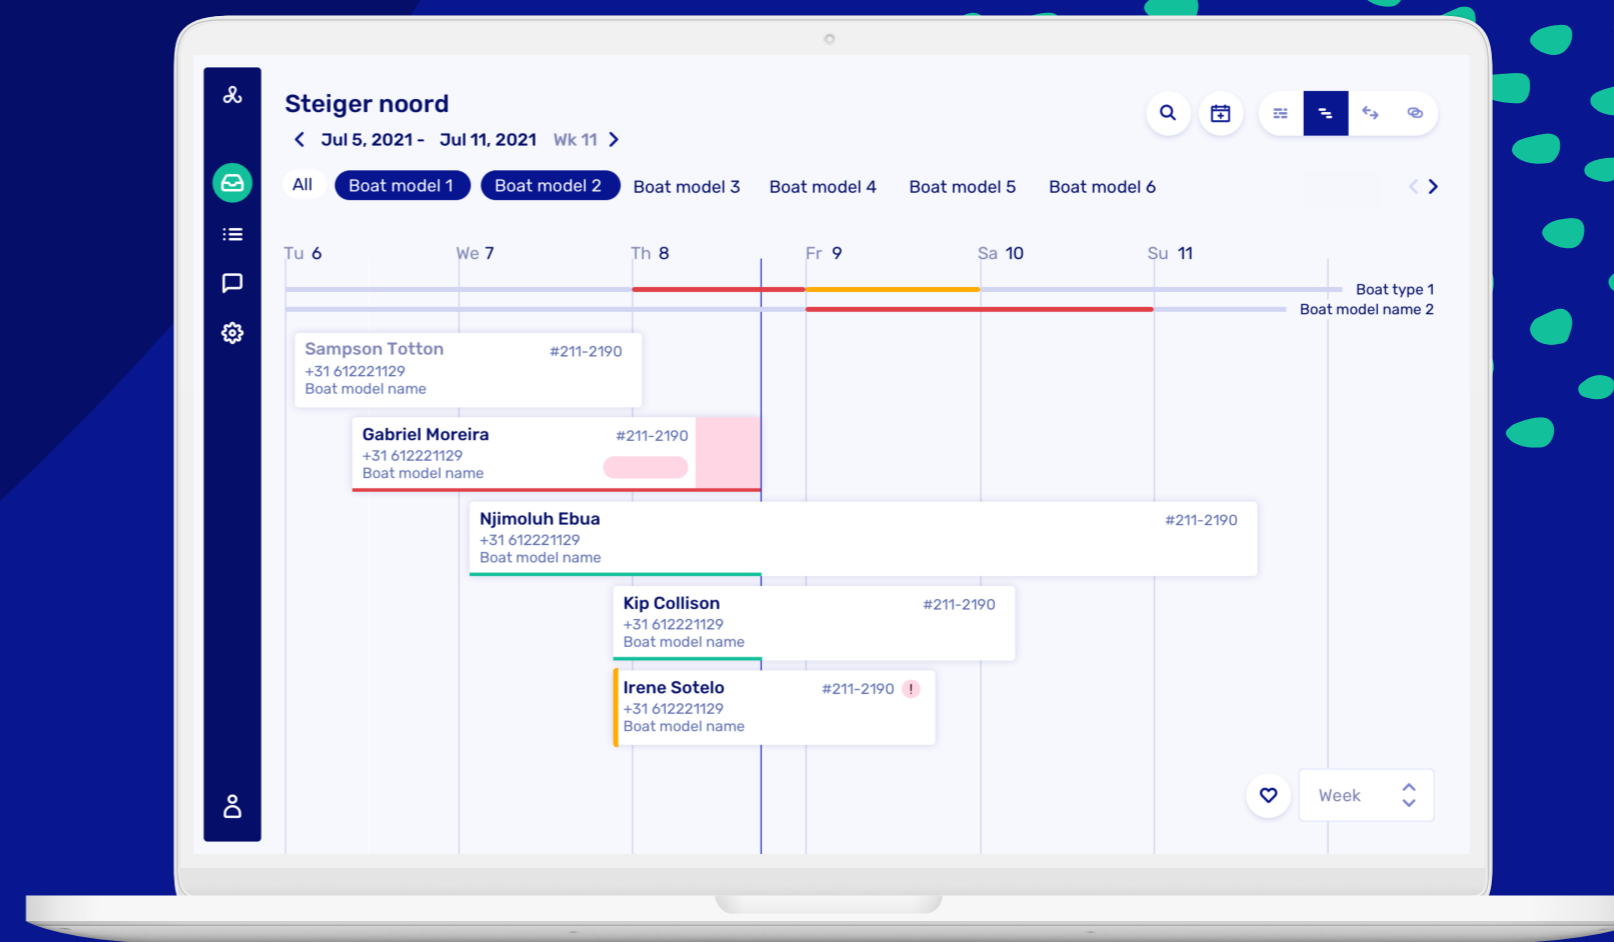 Steiger noord
Jul 5, 2021 - Jul 11, 2021 Wk 11
All Boat model 1 Boat model 2 Boat model 3 Boat model 4 Boat model 5 Boat model 6
Tu 6 We 7 Th 8 Fr 9 Sa 10 Su 11
Boat type 1
Boat model name 2
Sampson Totton #211-2190
+31 612221129
Boat model name
Gabriel Moreira #211-2190
+31 612221129
Boat model name
Njimoluh Ebua #211-2190
+31 612221129
Boat model name
Kip Collison #211-2190
+31 612221129
Boat model name
Irene Sotelo #211-2190 !
+31 612221129
Boat model name
Week